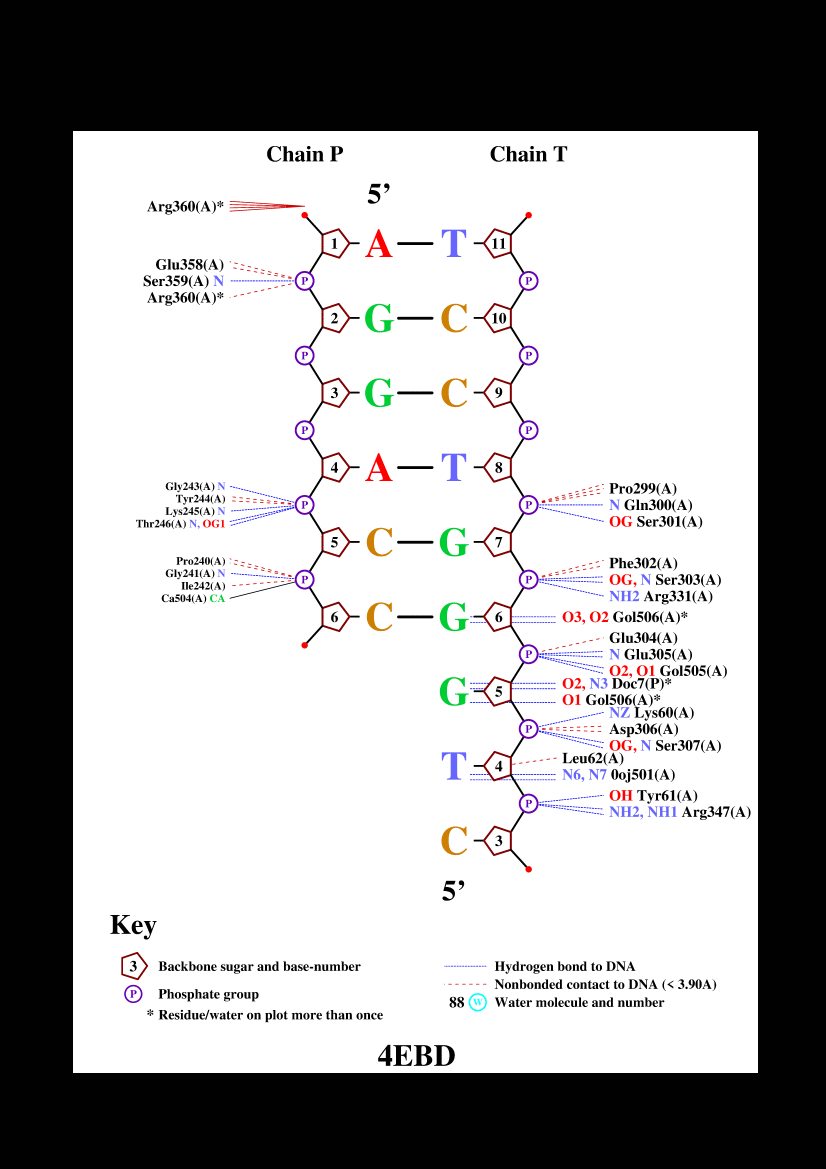 Chain P Chain T
5’
Arg360(A)*
1 A T 11
Glu358(A)
Ser359(A) N P P
Arg360(A)*
2 G C 10
P P
3 G C 9
P P
4 A T 8
Gly243(A) N
Pro299(A)
Tyr244(A)
P P N Gln300(A)
Lys245(A) N
Thr246(A) N, OG1
OG Ser301(A)
5 C G 7
Pro240(A)
Phe302(A)
Gly241(A) N
P P OG, N Ser303(A)
Ile242(A)
Ca504(A) CA
NH2 Arg331(A)
6 C G 6 O3, O2 Gol506(A)*
Glu304(A)
P N Glu305(A)
O2, O1 Gol505(A)
G 5 O2, N3 Doc7(P)*
O1 Gol506(A)*
NZ Lys60(A)
P Asp306(A)
OG, N Ser307(A)
Leu62(A)
T 4 N6, N7 0oj501(A)
OH Tyr61(A)
P NH2, NH1 Arg347(A)
C 3
5’
Key
3 Backbone sugar and base-number
P Phosphate group
* Residue/water on plot more than once
Hydrogen bond to DNA
Nonbonded contact to DNA (< 3.90A)
88 W Water molecule and number
4EBD